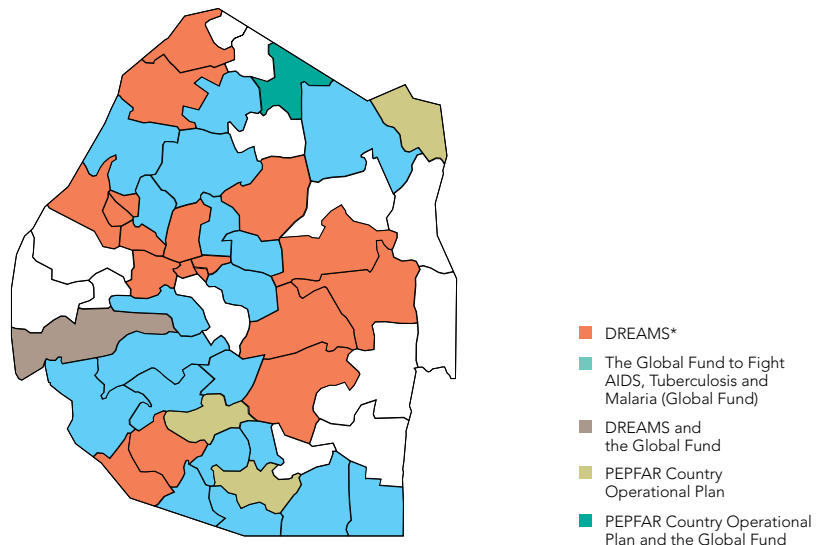 DREAMS*
The Global Fund to Fight
AIDS, Tuberculosis and
Malaria (Global Fund)
DREAMS and
the Global Fund
PEPFAR Country
Operational Plan
PEPFAR Country Operational
Plan and the Global Fund